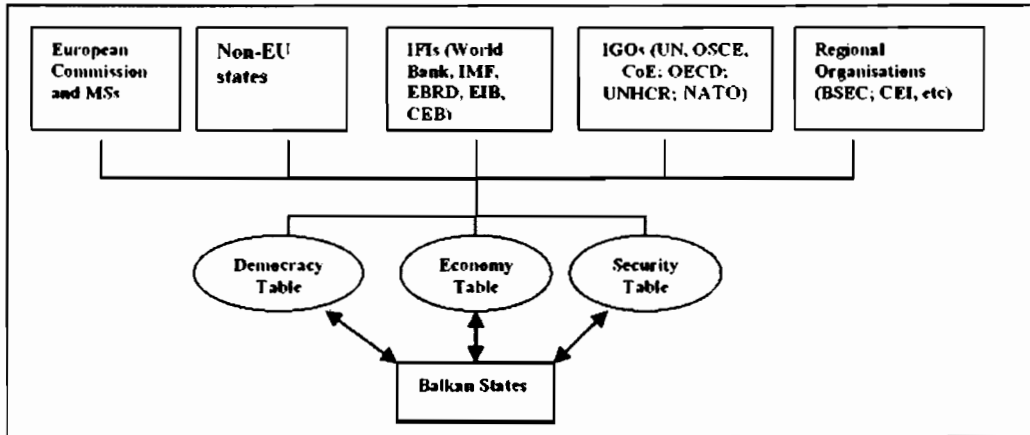 European
Commission
and MSs
Non-EU
states
IFIs (World
Bank, IMF,
EBRD, EIB,
CEB)
IGOs (UN, OSCE,
CoE; OECD;
UNHCR; NATO)
Regional
Organisations
(BSEC; CEI, etc)
Democracy
Table
Economy
Table
Security
Table
Balkan States